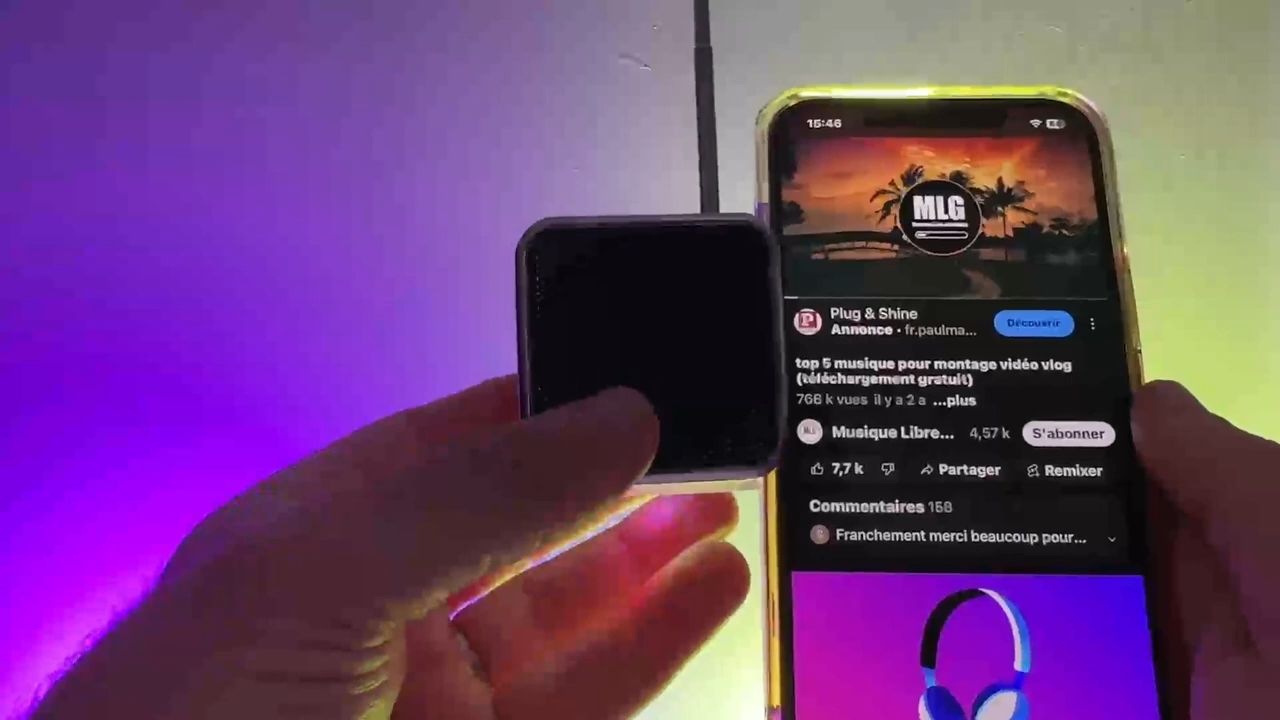 15:46
MLG
Plug & Shine
Annonce • fr.paulma...
Découvrir
top 5 musique pour montage vidéo vlog
(téléchargement gratuit)
768 k vues il y a 2 a ...plus
Musique Libre... 4,57 k
S'abonner
7,7 k
Partager
Remixer
Commentaires 158
Franchement merci beaucoup pour...